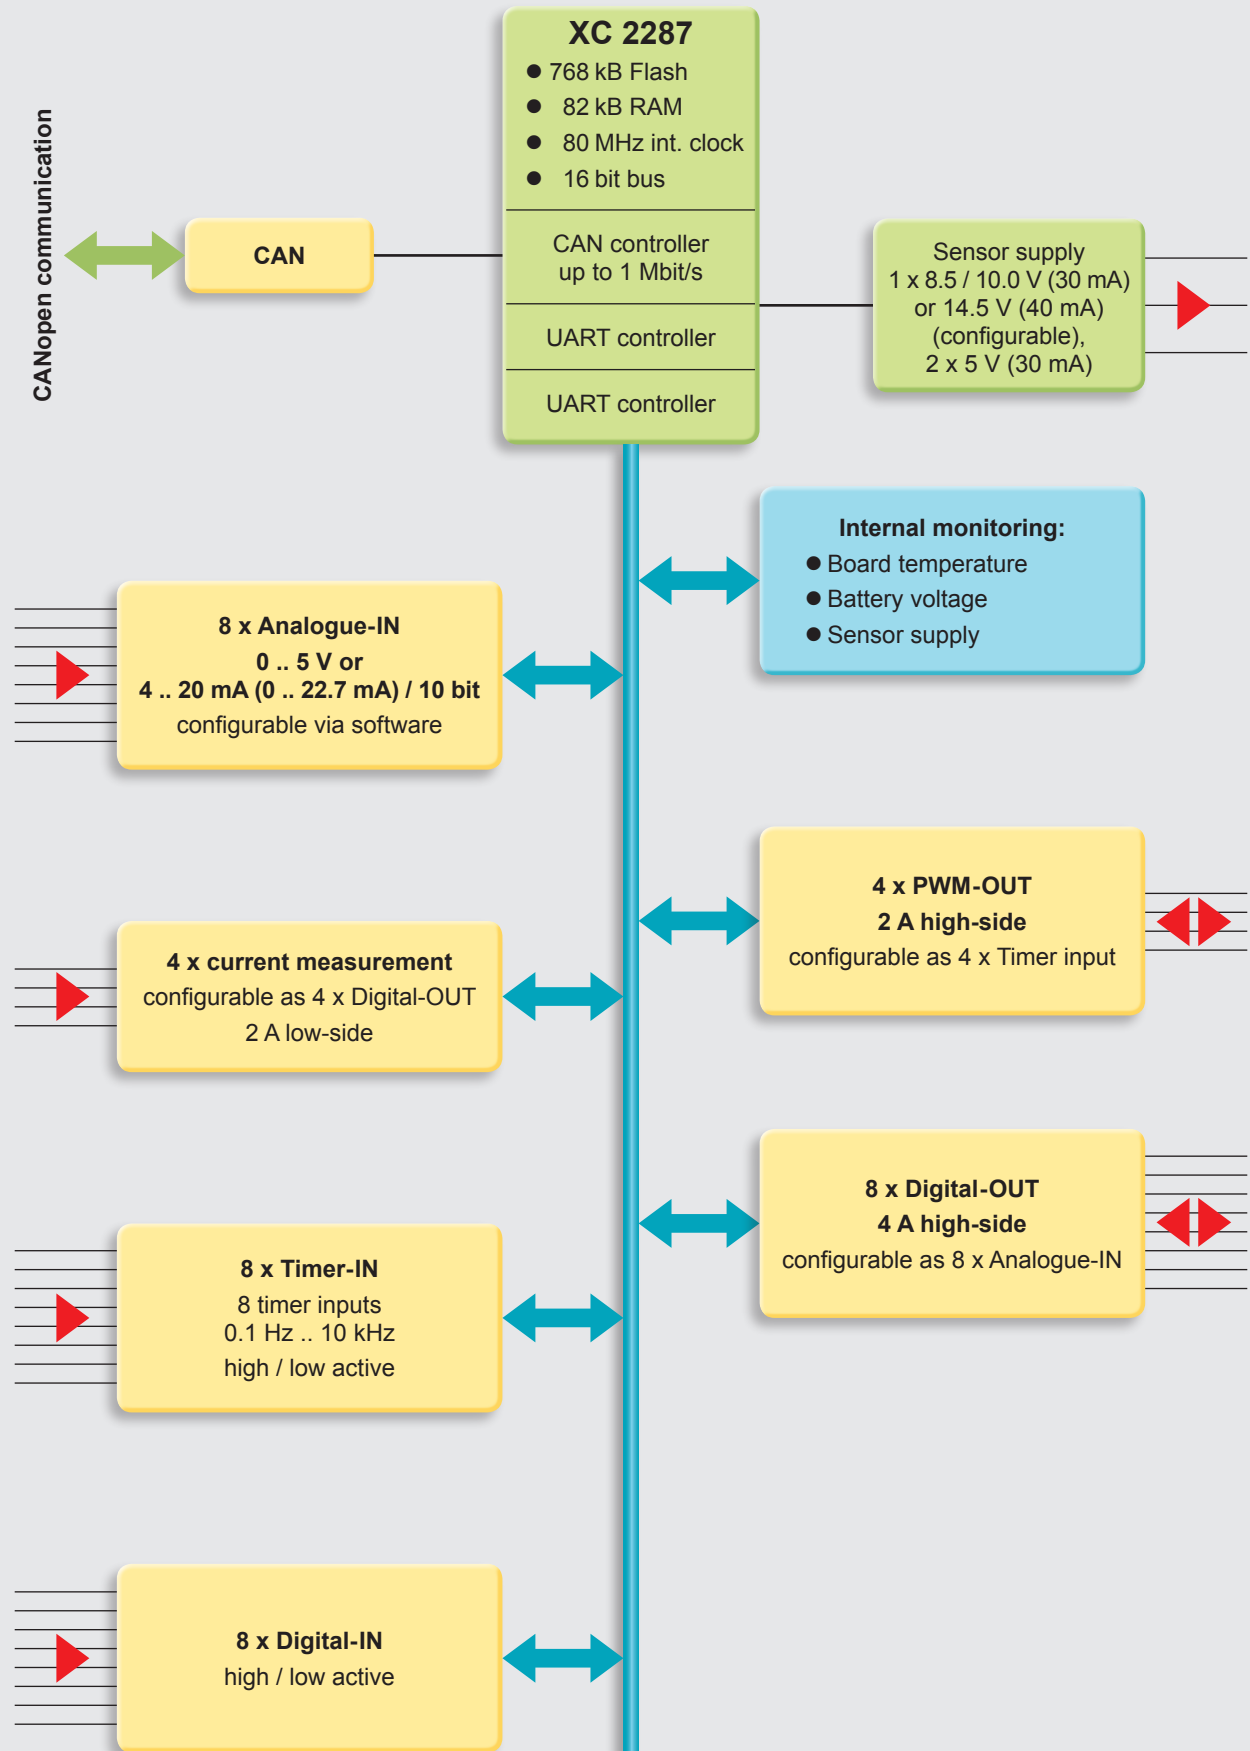 XC 2287
● 768 kB Flash
● 82 kB RAM
● 80 MHz int. clock
● 16 bit bus
CAN controller
up to 1 Mbit/s
UART controller
UART controller
CANopen communication
CAN
Sensor supply
1 x 8.5 / 10.0 V (30 mA)
or 14.5 V (40 mA)
(configurable),
2 x 5 V (30 mA)
Internal monitoring:
● Board temperature
● Battery voltage
● Sensor supply
8 x Analogue-IN
0 .. 5 V or
4 .. 20 mA (0 .. 22.7 mA) / 10 bit
configurable via software
4 x PWM-OUT
2 A high-side
configurable as 4 x Timer input
4 x current measurement
configurable as 4 x Digital-OUT
2 A low-side
8 x Digital-OUT
4 A high-side
configurable as 8 x Analogue-IN
8 x Timer-IN
8 timer inputs
0.1 Hz .. 10 kHz
high / low active
8 x Digital-IN
high / low active